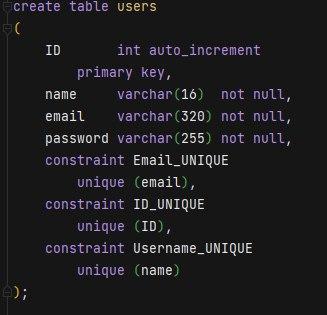 create table users
(
    ID       int auto_increment
        primary key,
    name     varchar(16)  not null,
    email    varchar(320) not null,
    password varchar(255) not null,
    constraint Email_UNIQUE
        unique (email),
    constraint ID_UNIQUE
        unique (ID),
    constraint Username_UNIQUE
        unique (name)
);